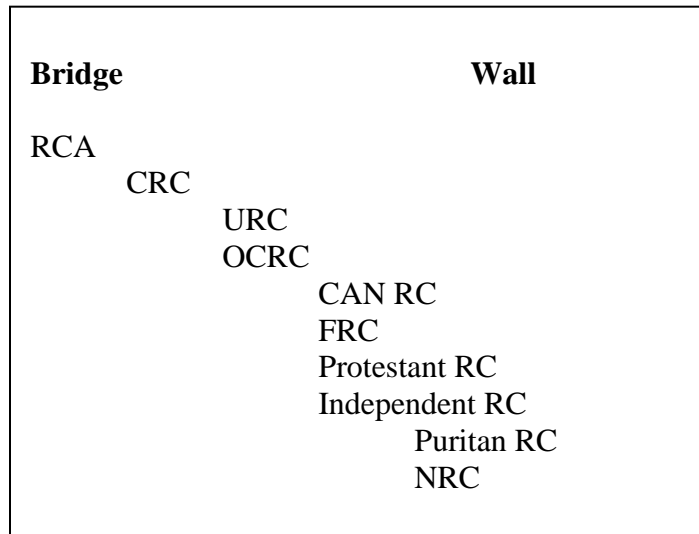 Bridge Wall
RCA
CRC
URC
OCRC
CAN RC
FRC
Protestant RC
Independent RC
Puritan RC
NRC